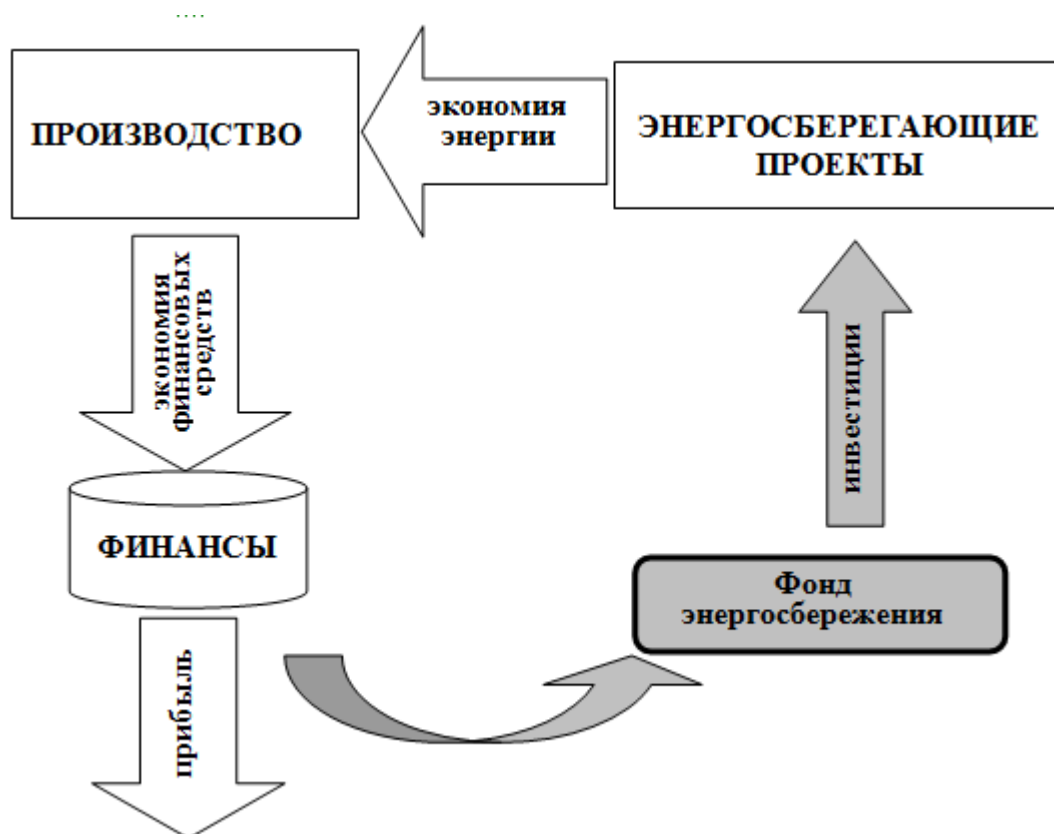 ПРОИЗВОДСТВО
экономия
энергии
ЭНЕРГОСБЕРЕГАЮЩИЕ
ПРОЕКТЫ
экономия
финансовых
средств
инвестиции
ФИНАНСЫ
Фонд
энергосбережения
прибыль